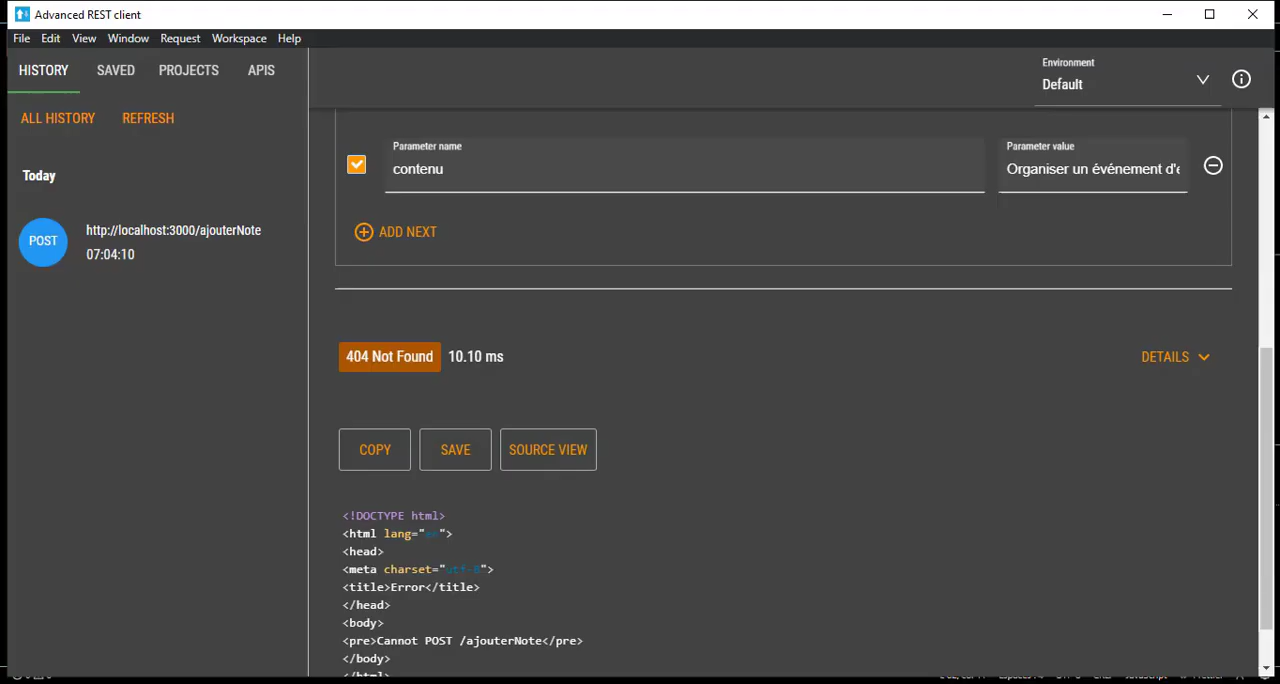 Advanced REST client
File Edit View Window Request Workspace Help
HISTORY SAVED PROJECTS APIS
Environment
Default
ALL HISTORY REFRESH
Parameter name
contenu
Parameter value
Organiser un événement d'e
Today
ADD NEXT
POST
http://localhost:3000/ajouterNote
07:04:10
404 Not Found 10.10 ms
DETAILS
COPY SAVE SOURCE VIEW
<!DOCTYPE html>
<html lang="en">
<head>
<meta charset="utf-8">
<title>Error</title>
</head>
<body>
<pre>Cannot POST /ajouterNote</pre>
</body>
</html>